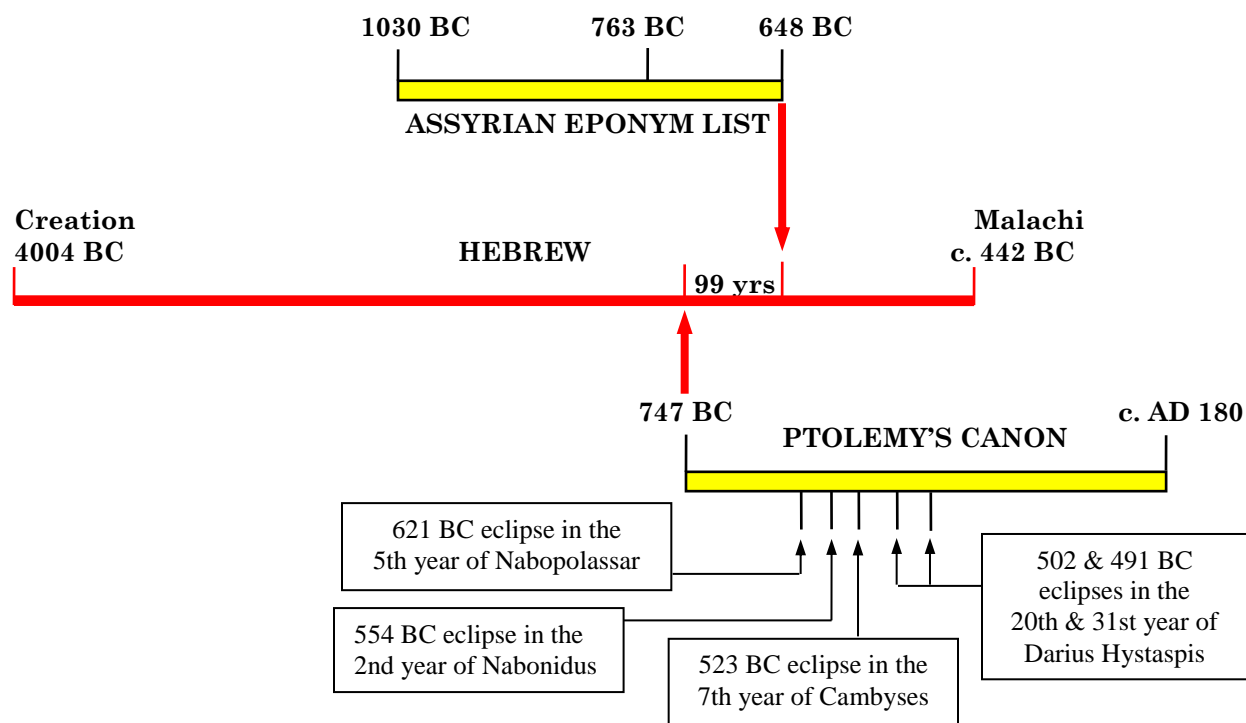 1030 BC 763 BC 648 BC
ASSYRIAN EPONYM LIST
Creation
4004 BC
HEBREW
Malachi
c. 442 BC
99 yrs
747 BC
c. AD 180
PTOLEMY’S CANON
621 BC eclipse in the
5th year of Nabopolassar
554 BC eclipse in the
2nd year of Nabonidus
523 BC eclipse in the
7th year of Cambyses
502 & 491 BC
eclipses in the
20th & 31st year of
Darius Hystaspis